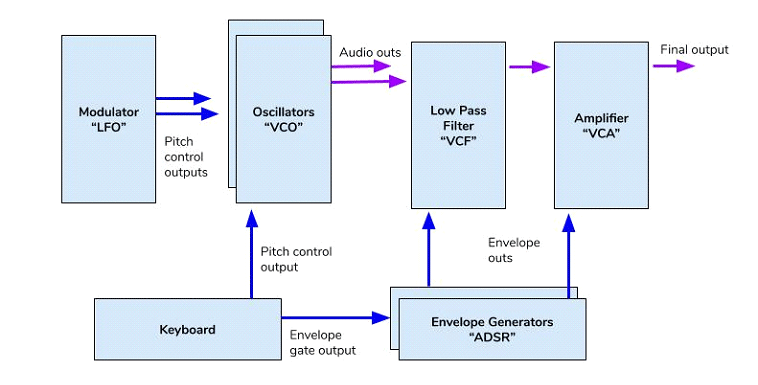 Modulator
“LFO”
Pitch
control
outputs
Oscillators
“VCO”
Audio outs
Low Pass
Filter
“VCF”
Amplifier
“VCA”
Final output
Pitch control
output
Envelope
outs
Keyboard
Envelope
gate output
Envelope Generators
“ADSR”